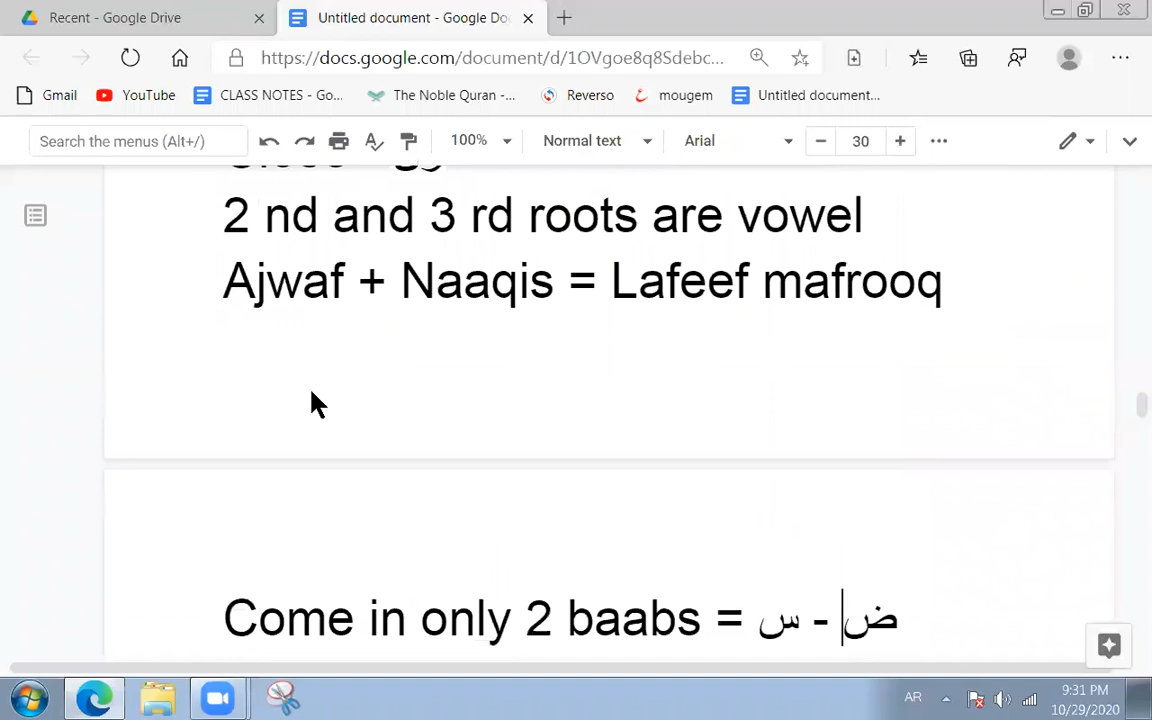 Recent - Google Drive
Untitled document - Google Do
https://docs.google.com/document/d/1OVgoe8q8Sdebc...
Gmail
YouTube
CLASS NOTES - Go...
The Noble Quran -...
Reverso
mougem
Untitled document...
Search the menus (Alt+/)
100%
Normal text
Arial
30
2 nd and 3 rd roots are vowel
Ajwaf + Naaqis = Lafeef mafrooq
Come in only 2 baabs = س - ض
AR
9:31 PM
10/29/2020